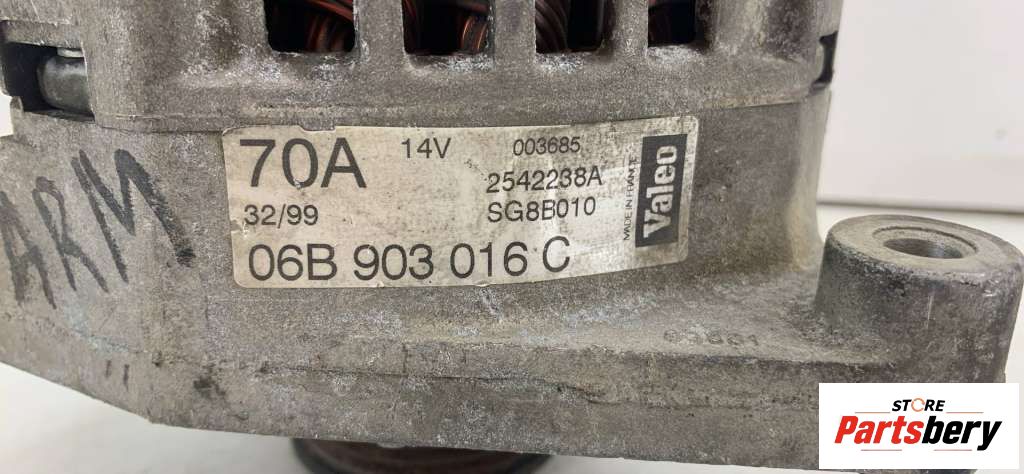 70A 14V 003685
2542238A
32/99 SG8B010
06B 903 016 C
MADE IN FRANCE
Valeo
ARM
STORE
Partsbery